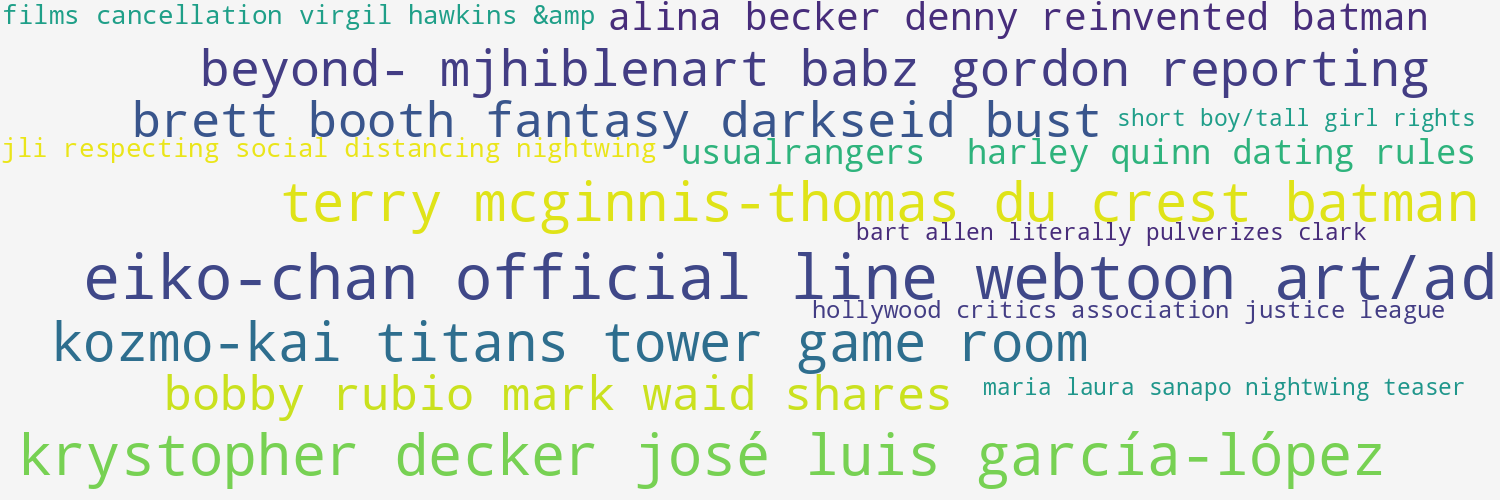 films cancellation virgil hawkins &amp
alina becker denny reinvented batman
beyond- mjhiblenart babz gordon reporting
brett booth fantasy darkseid bust
short boy/tall girl rights
jli respecting social distancing nightwing
usualrangers harley quinn dating rules
terry mcginnis-thomas du crest batman
bart allen literally pulverizes clark
eiko-chan official line webtoon art/ad
hollywood critics association justice league
kozmo-kai titans tower game room
bobby rubio mark waid shares
maria laura sanapo nightwing teaser
krystopher decker josé luis garcía-lópez